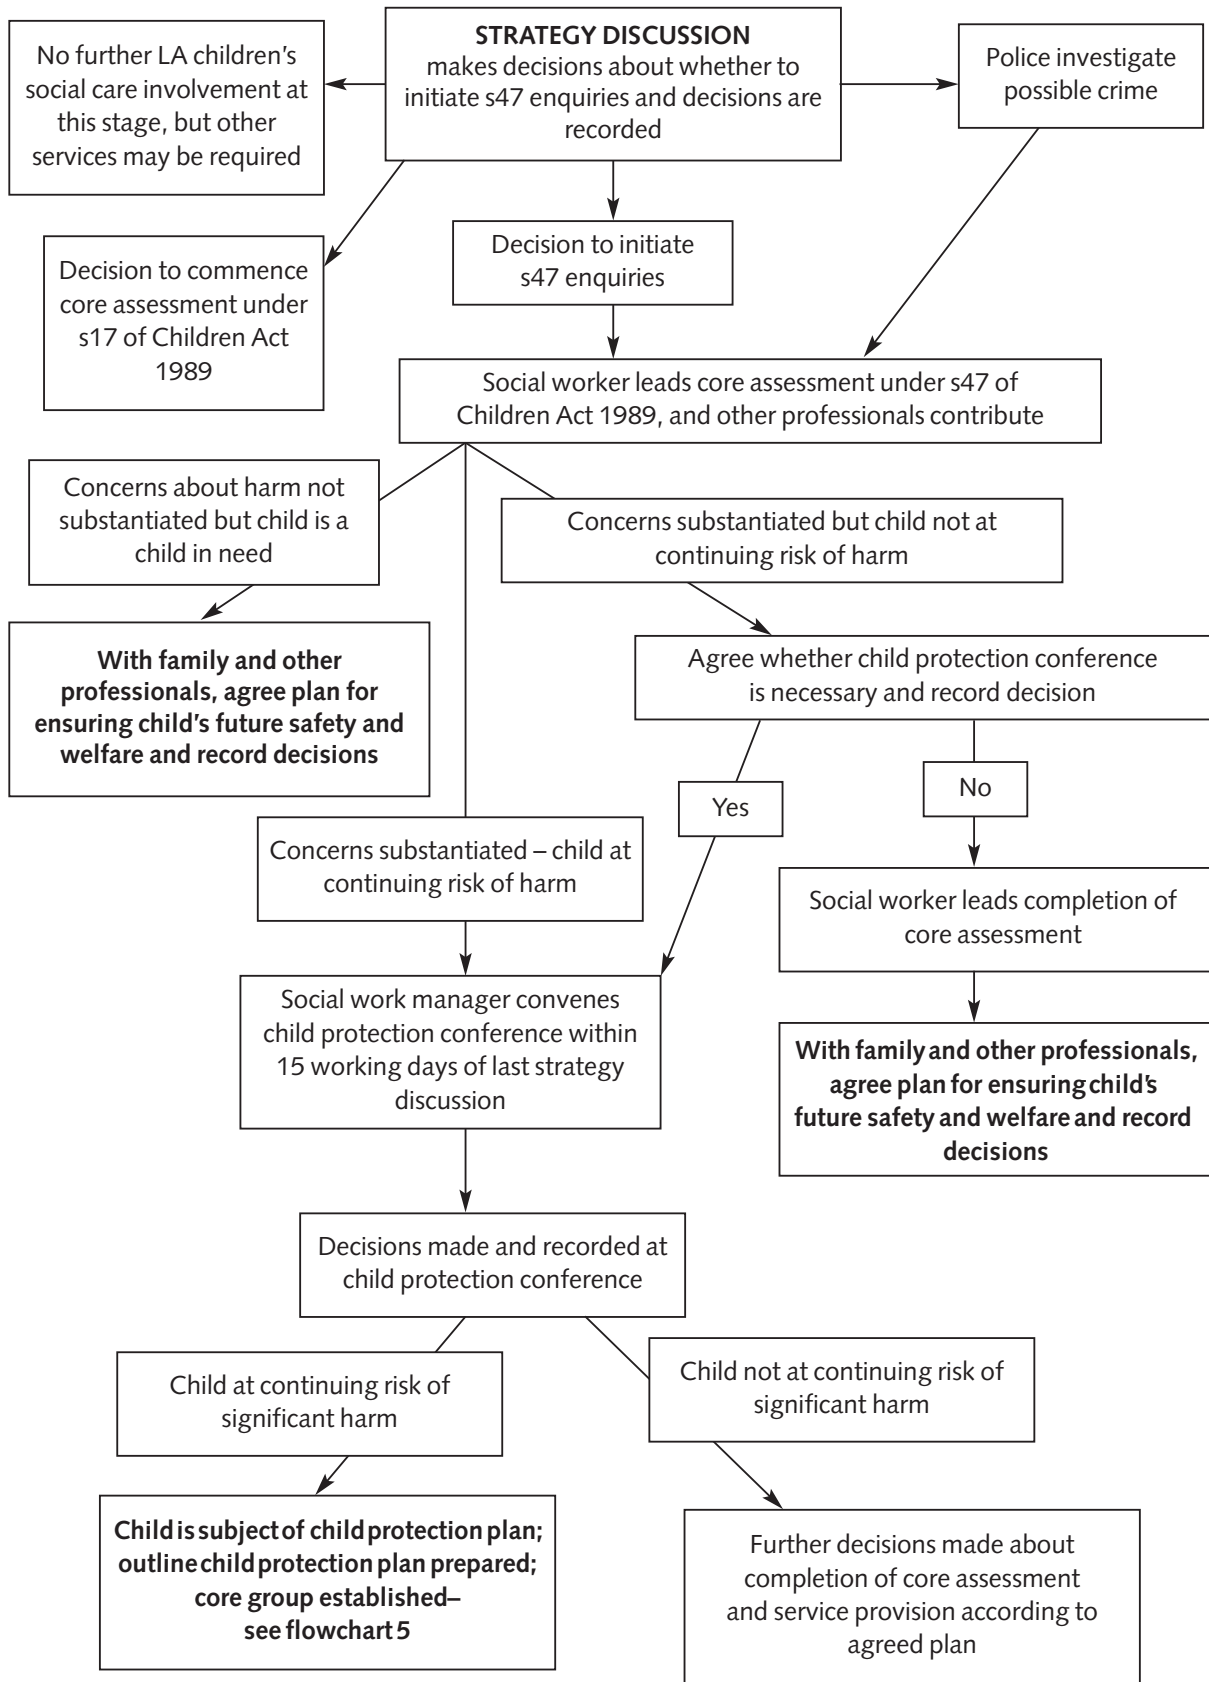 No further LA children's
social care involvement at
this stage, but other
services may be required
STRATEGY DISCUSSION
makes decisions about whether to
initiate s47 enquiries and decisions are
recorded
Police investigate
possible crime
Decision to commence
core assessment under
s17 of Children Act
1989
Decision to initiate
s47 enquiries
Social worker leads core assessment under s47 of
Children Act 1989, and other professionals contribute
Concerns about harm not
substantiated but child is a
child in need
Concerns substantiated but child not at
continuing risk of harm
With family and other
professionals, agree plan for
ensuring child's future safety and
welfare and record decisions
Agree whether child protection conference
is necessary and record decision
Yes
No
Concerns substantiated – child at
continuing risk of harm
Social worker leads completion of
core assessment
Social work manager convenes
child protection conference within
15 working days of last strategy
discussion
With family and other professionals,
agree plan for ensuring child's
future safety and welfare and record
decisions
Decisions made and recorded at
child protection conference
Child at continuing risk of
significant harm
Child not at continuing risk of
significant harm
Child is subject of child protection plan;
outline child protection plan prepared;
core group established–
see flowchart 5
Further decisions made about
completion of core assessment
and service provision according to
agreed plan